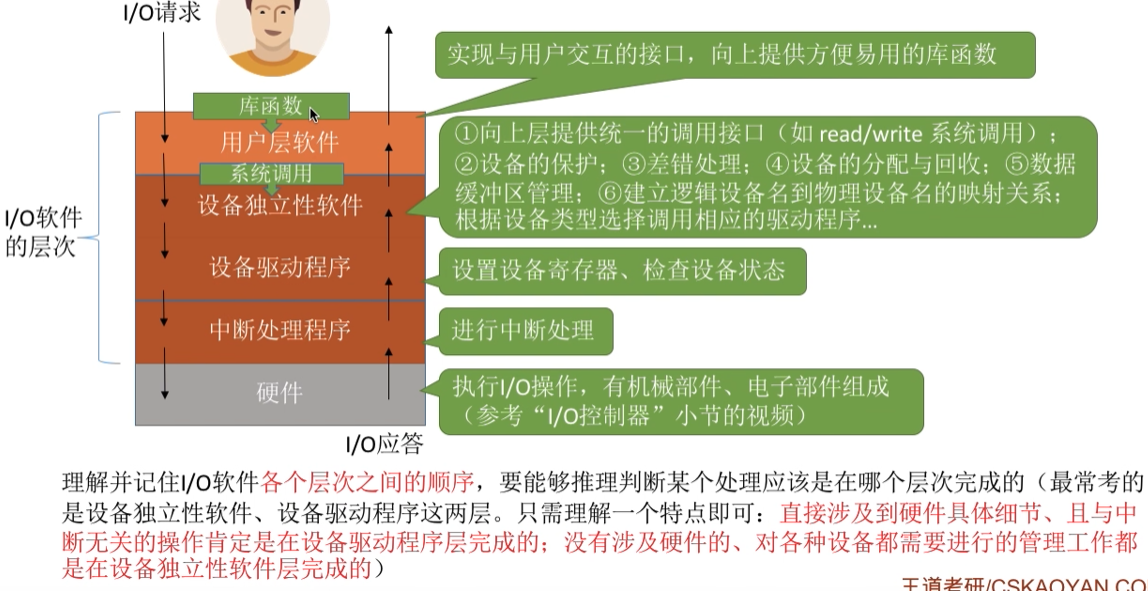 I/O请求
实现与用户交互的接口，向上提供方便易用的库函数
库函数
用户层软件
①向上层提供统一的调用接口（如 read/write 系统调用）；
②设备的保护；③差错处理；④设备的分配与回收；⑤数据
缓冲区管理；⑥建立逻辑设备名到物理设备名的映射关系；
根据设备类型选择调用相应的驱动程序...
系统调用
设备独立性软件
I/O软件
的层次
设备驱动程序
设置设备寄存器、检查设备状态
中断处理程序
进行中断处理
硬件
执行I/O操作，有机械部件、电子部件组成
（参考“I/O控制器”小节的视频）
I/O应答
理解并记住I/O软件各个层次之间的顺序，要能够推理判断某个处理应该是在哪个层次完成的（最常考的
是设备独立性软件、设备驱动程序这两层。只需理解一个特点即可：直接涉及到硬件具体细节、且与中
断无关的操作肯定是在设备驱动程序层完成的；没有涉及硬件的、对各种设备都需要进行的管理工作都
是在设备独立性软件层完成的）
王道考研/CSKAOYAN.CO